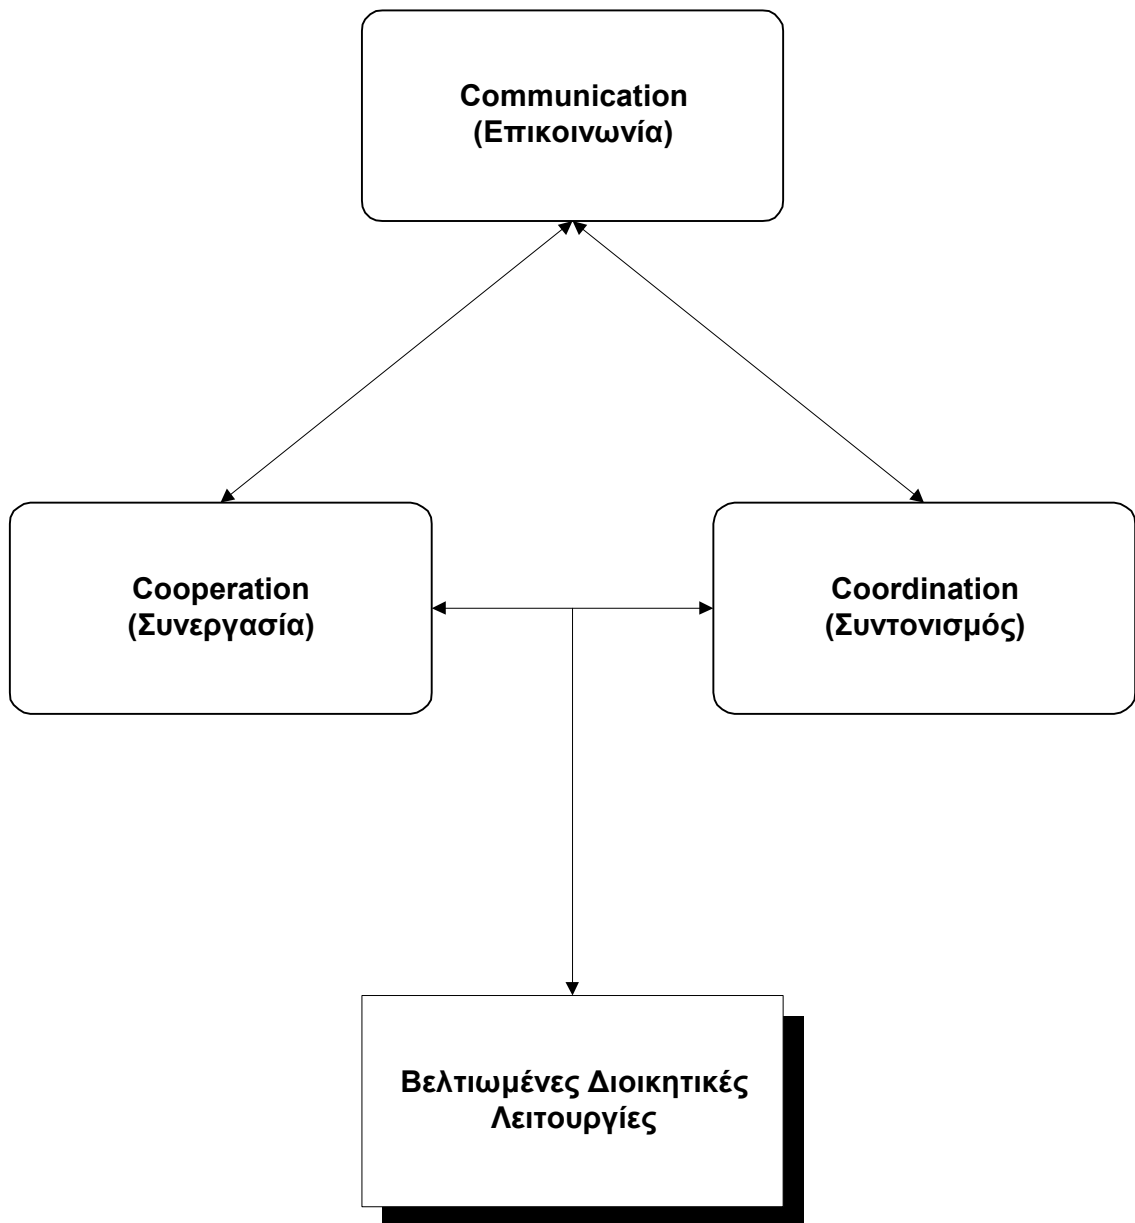 Communication
(Επικοινωνία)
Cooperation
(Συνεργασία)
Coordination
(Συντονισμός)
Βελτιωμένες Διοικητικές
Λειτουργίες